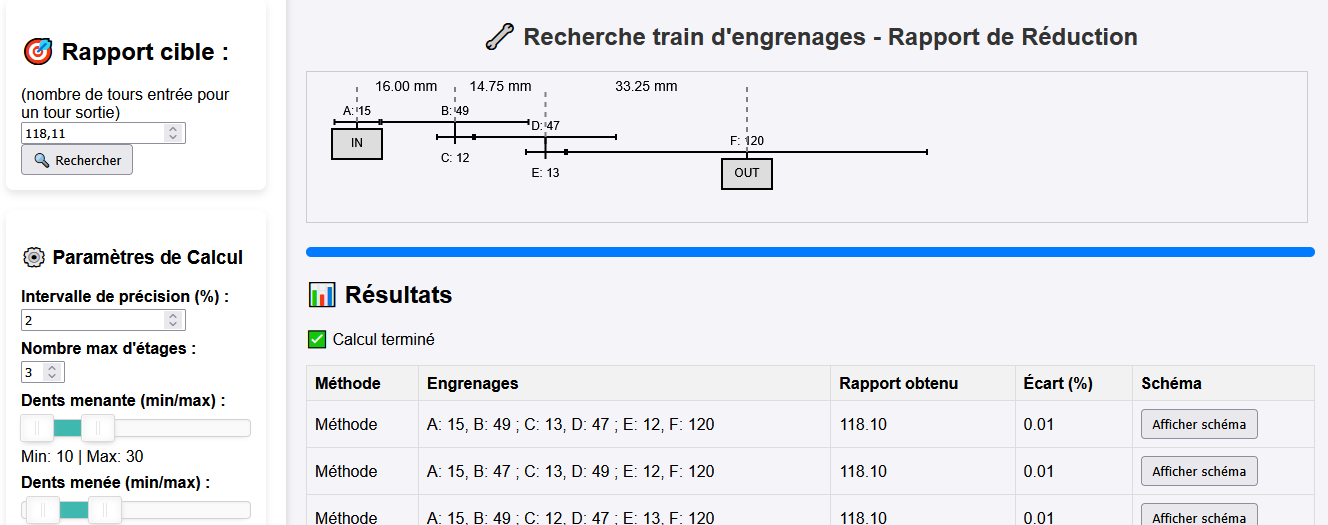 Rapport cible :
(nombre de tours entrée pour
un tour sortie)
118,11
Rechercher
Paramètres de Calcul
Intervalle de précision (%) :
2
Nombre max d'étages :
3
Dents menante (min/max) :
Min: 10 | Max: 30
Dents menée (min/max) :
Recherche train d'engrenages - Rapport de Réduction
16.00 mm 14.75 mm 33.25 mm
A: 15 B: 49
D: 47
F: 120
IN
C: 12
E: 13
OUT
Résultats
Calcul terminé
Méthode Engrenages Rapport obtenu Écart (%) Schéma
Méthode A: 15, B: 49 ; C: 13, D: 47 ; E: 12, F: 120 118.10 0.01 Afficher schéma
Méthode A: 15, B: 47 ; C: 13, D: 49 ; E: 12, F: 120 118.10 0.01 Afficher schéma
Méthode A: 15, B: 49 ; C: 12, D: 47 ; E: 13, F: 120 118.10 0.01 Afficher schéma